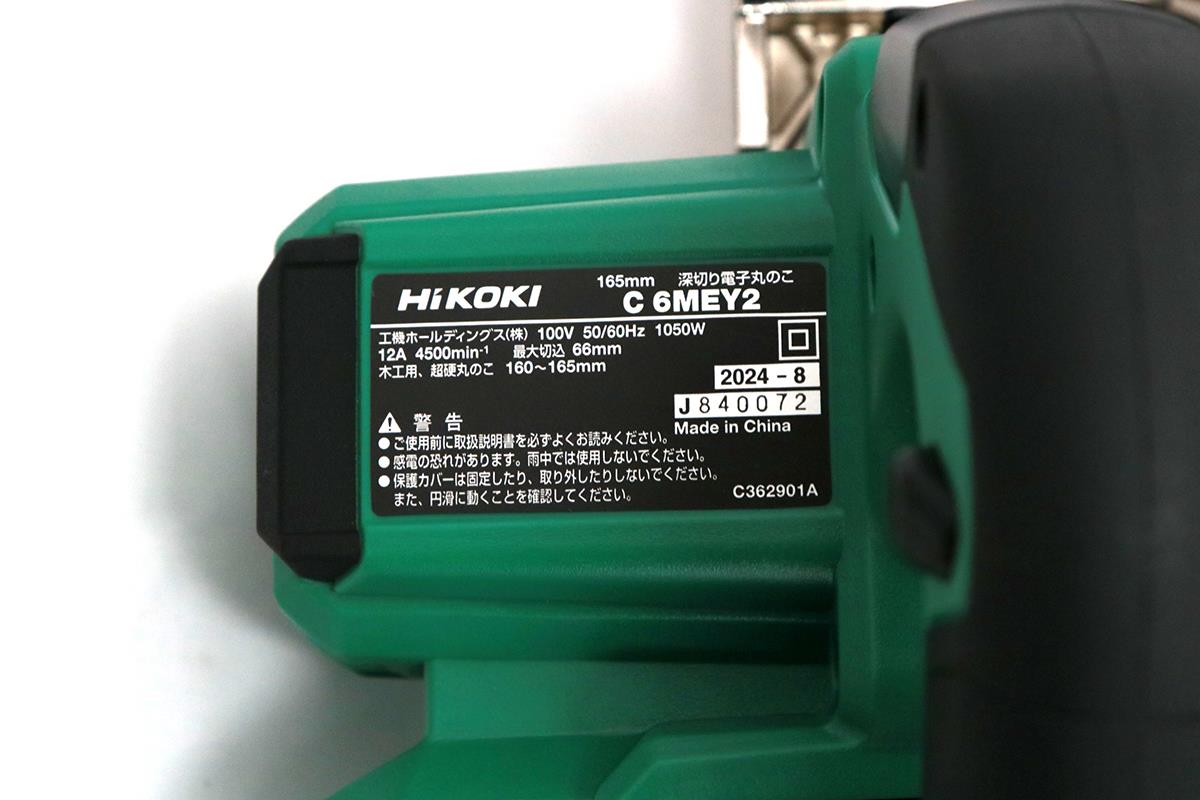 HiKOKI
165mm 深切り電子丸のこ
C 6MEY2
工機ホールディングス(株) 100V 50/60Hz 1050W
12A 4500min-1 最大切込 66mm
木工用、超硬丸のこ 160～165mm
2024 - 8
J840072
Made in China
警告
●ご使用前に取扱説明書を必ずよくお読みください。
●感電の恐れがあります。雨中では使用しないでください。
●保護カバーは固定したり、取り外したりしないでください。
また、円滑に動くことを確認してください。
C362901A